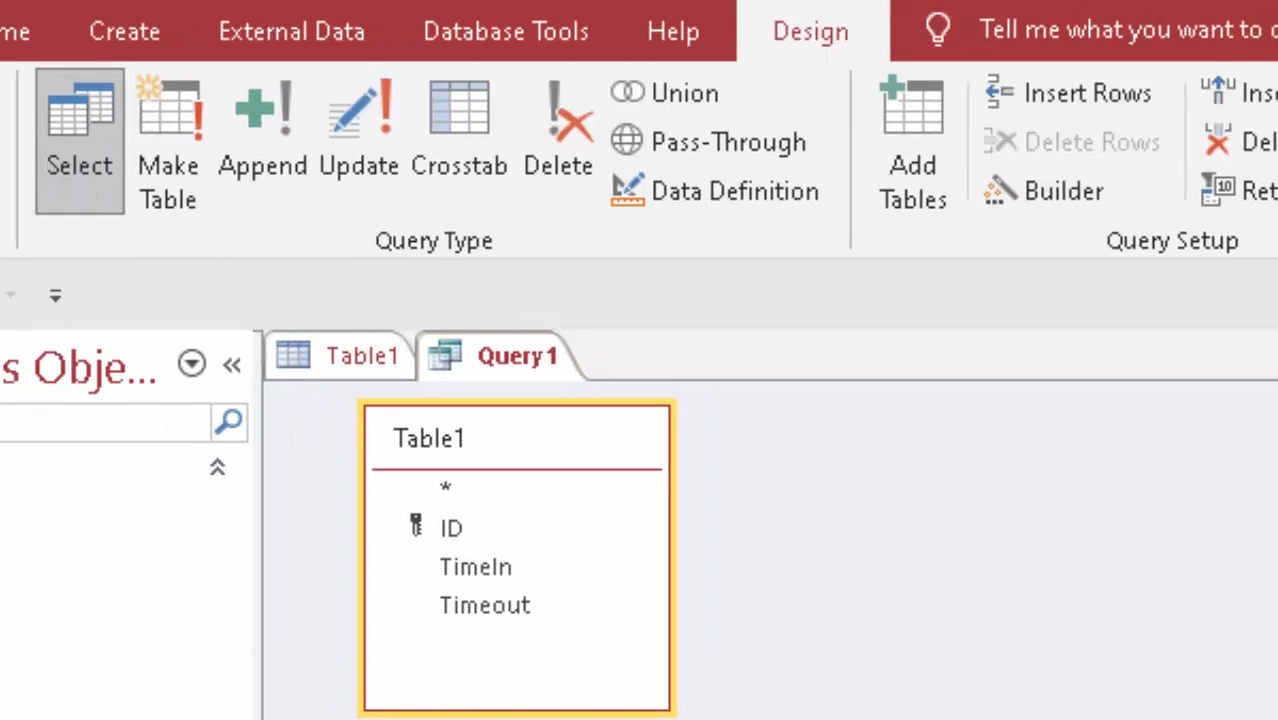 me Create External Data Database Tools Help Design Tell me what you want to d
Select Make Table Append Update Crosstab Delete
Union
Pass-Through
Data Definition
Add Tables
Insert Rows
Delete Rows
Builder
Inse
Del
Ret
Query Type
Query Setup
s Obje...
Table1 Query1
Table1
*
ID
TimeIn
Timeout